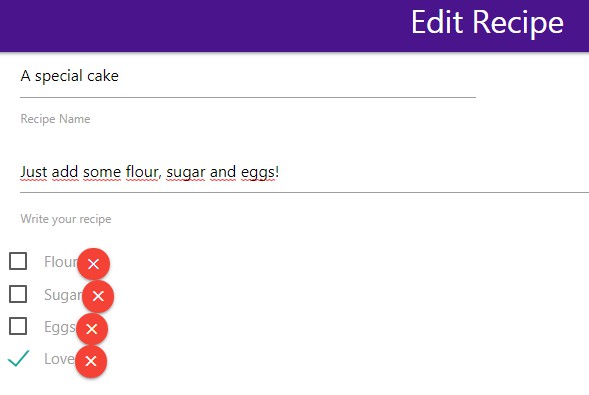 Edit Recipe
A special cake
Recipe Name
Just add some flour, sugar and eggs!
Write your recipe
Flour
Sugar
Eggs
Love